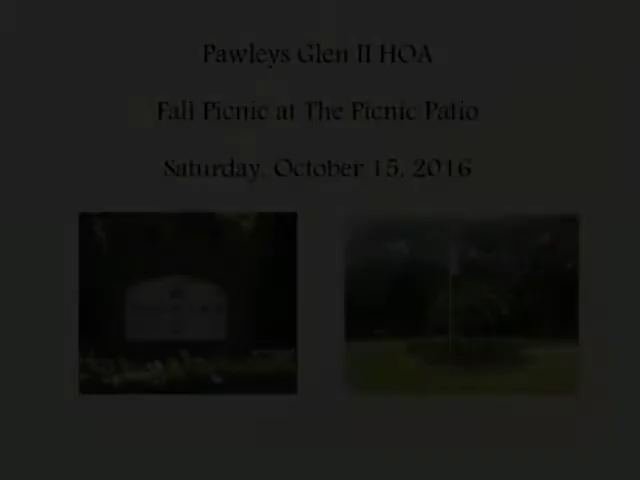 Pawleys Glen II HOA
Fall Picnic at The Picnic Patio
Saturday, October 15, 2016